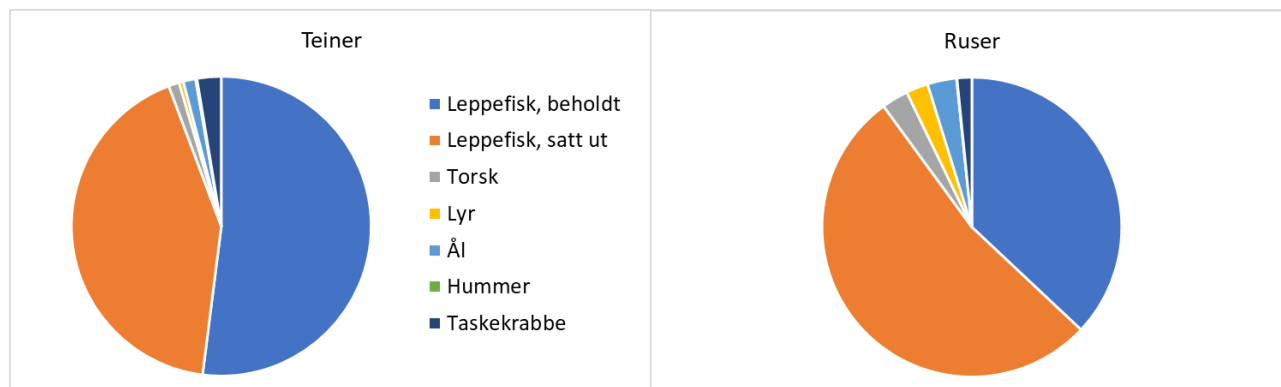 Teiner
Leppefisk, beholdt
Leppefisk, satt ut
Torsk
Lyr
Ål
Hummer
Taskekrabbe
Ruser